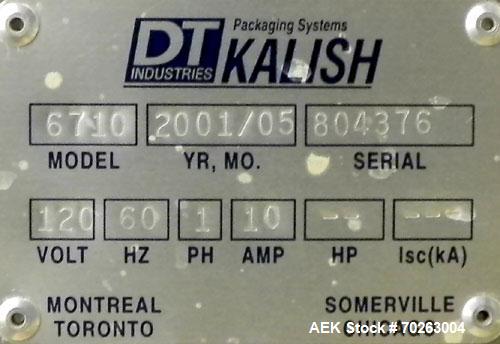 DT INDUSTRIES
Packaging Systems
KALISH
6710 2001/05 804376
MODEL YR, MO. SERIAL
120 60 1 10 -- ---
VOLT HZ PH AMP HP Isc(kA)
MONTREAL SOMERVILLE
TORONTO CHICAGO
AEK Stock # 70263004